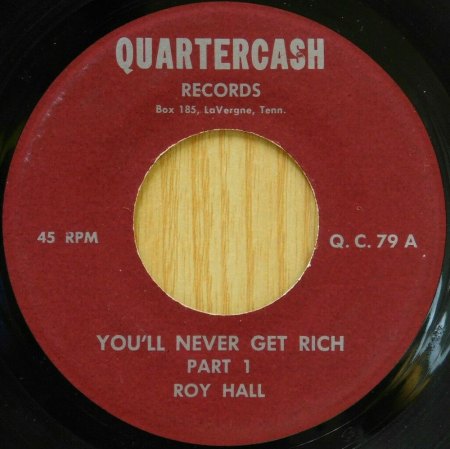 QUARTERCASH
RECORDS
Box 185, LaVergne, Tenn.
45 RPM
Q. C. 79 A
YOU'LL NEVER GET RICH
PART 1
ROY HALL